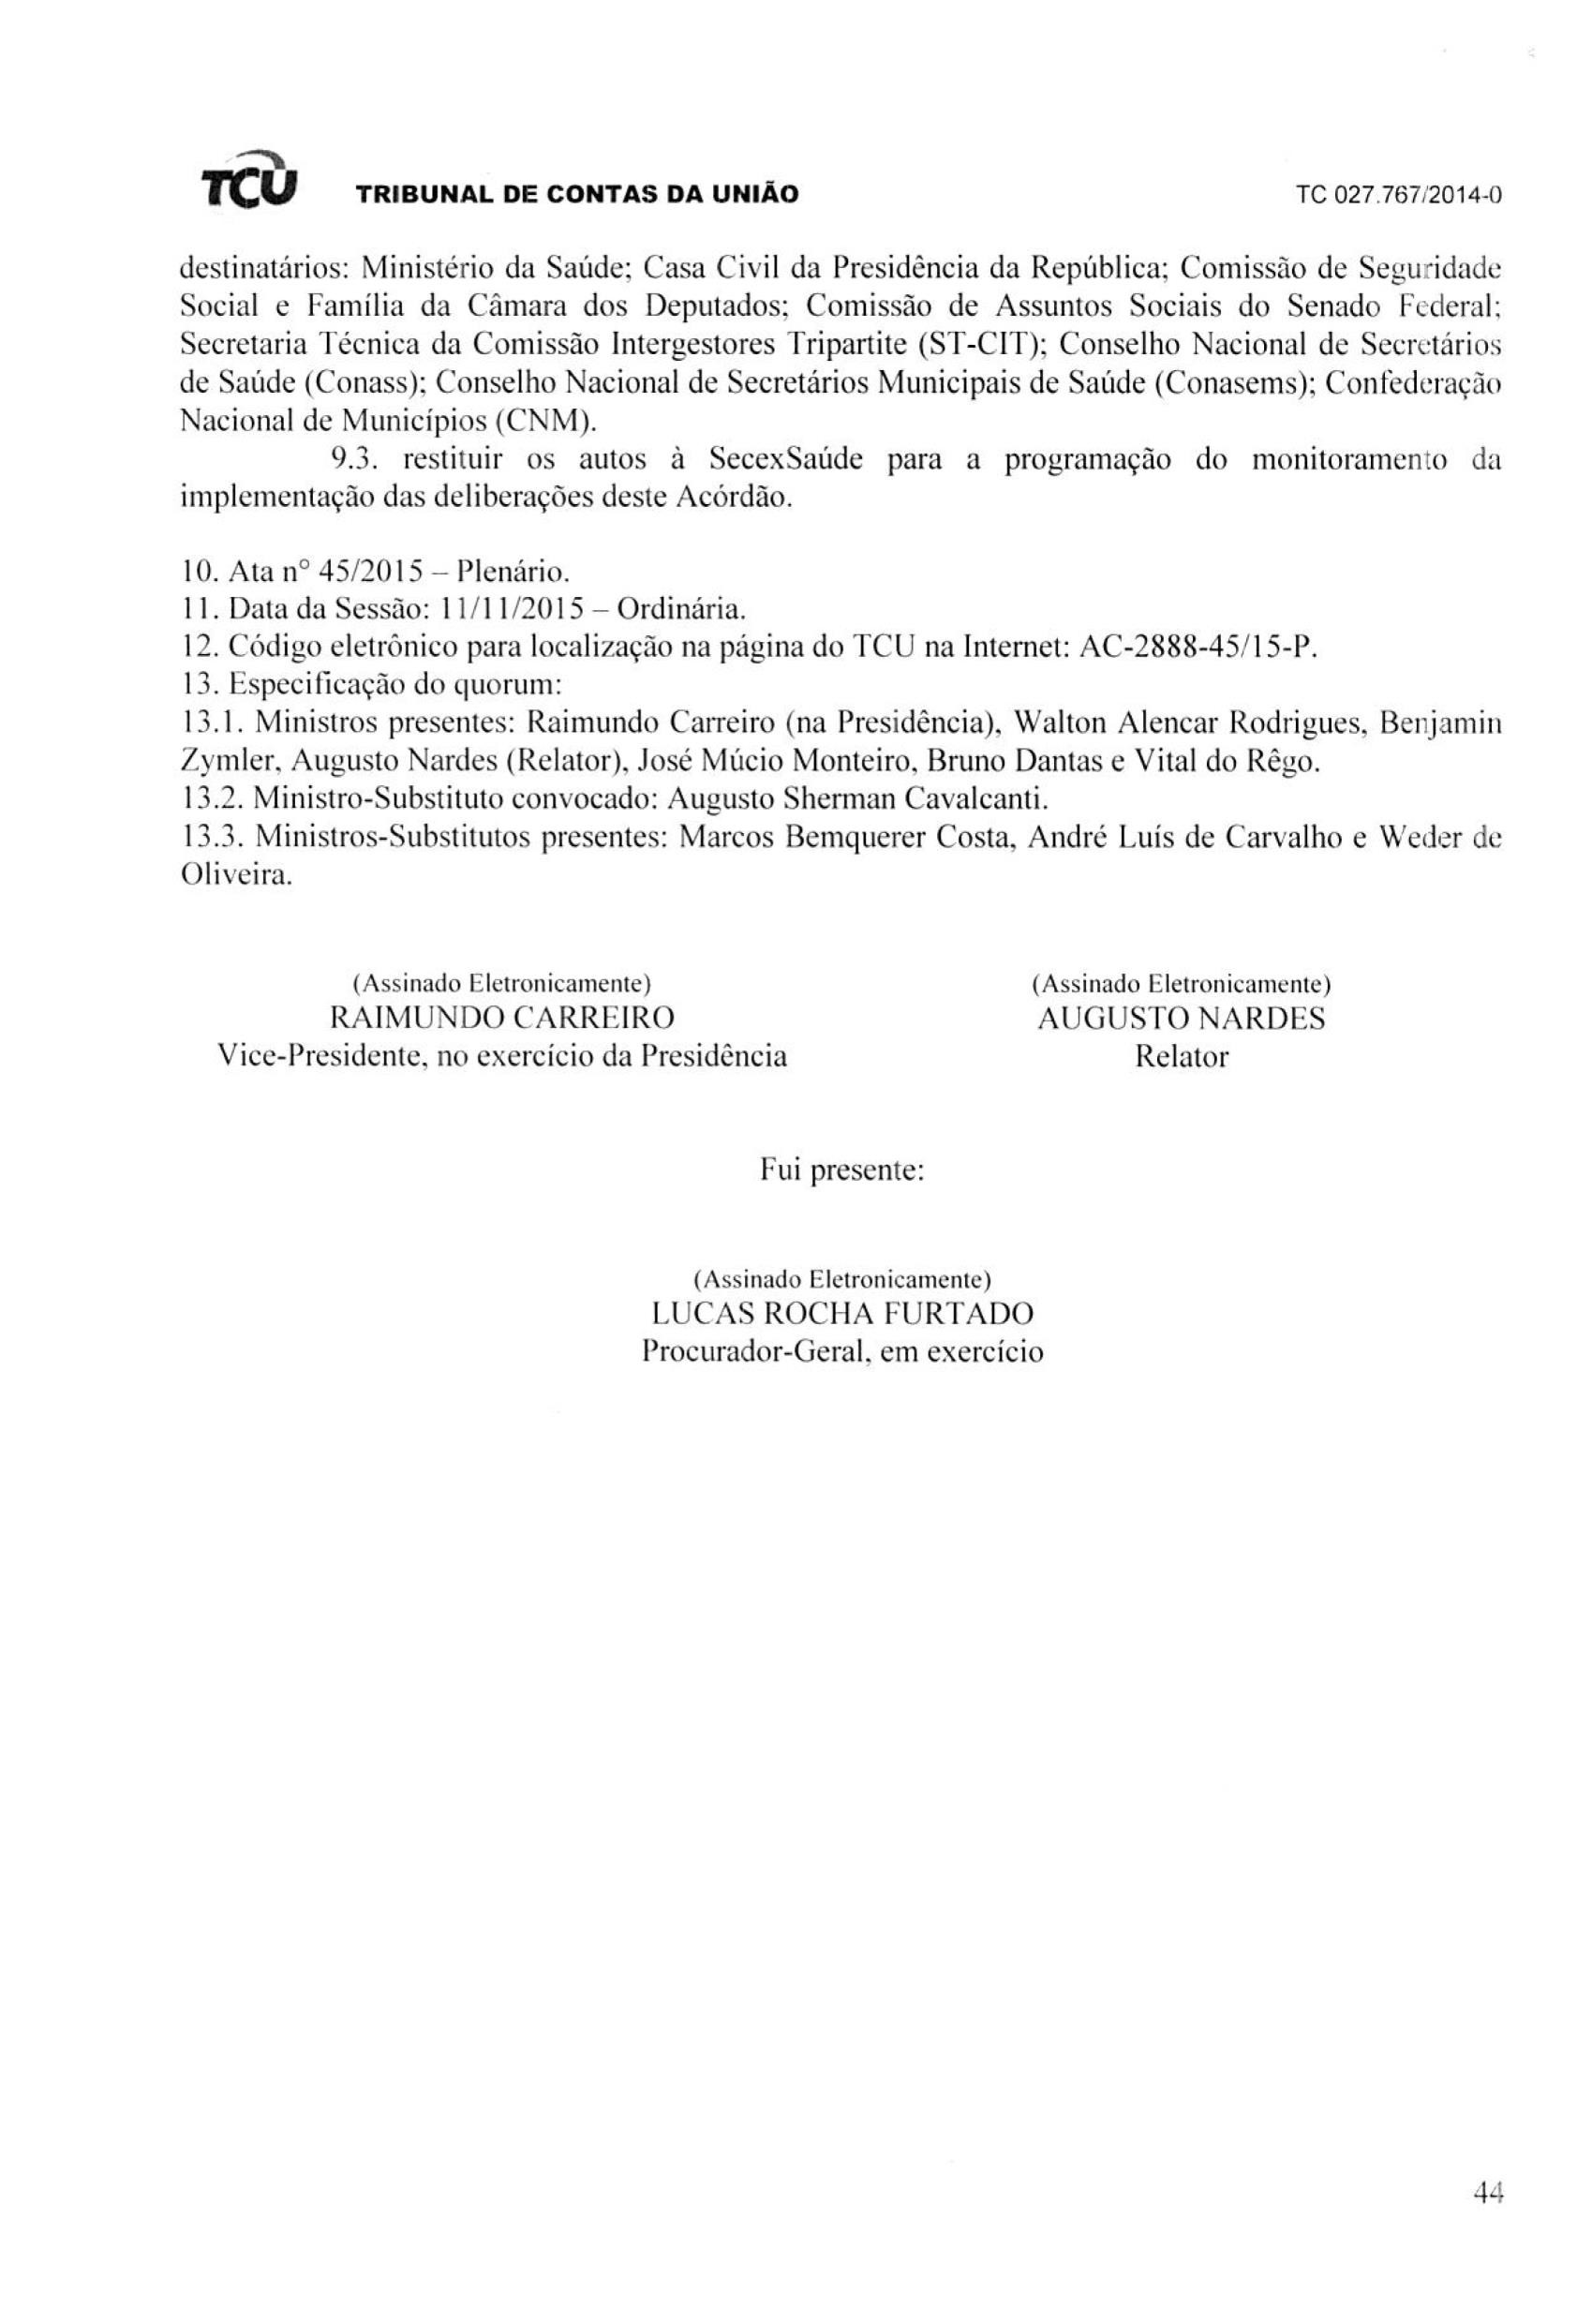 TCU TRIBUNAL DE CONTAS DA UNIÃO TC 027.767/2014-0
destinatários: Ministério da Saúde; Casa Civil da Presidência da República; Comissão de Seguridade
Social e Família da Câmara dos Deputados; Comissão de Assuntos Sociais do Senado Federal;
Secretaria Técnica da Comissão Intergestores Tripartite (ST-CIT); Conselho Nacional de Secretários
de Saúde (Conass); Conselho Nacional de Secretários Municipais de Saúde (Conasems); Confederação
Nacional de Municípios (CNM).
9.3. restituir os autos à SecexSaúde para a programação do monitoramento da
implementação das deliberações deste Acórdão.
10. Ata n° 45/2015 – Plenário.
11. Data da Sessão: 11/11/2015 – Ordinária.
12. Código eletrônico para localização na página do TCU na Internet: AC-2888-45/15-P.
13. Especificação do quorum:
13.1. Ministros presentes: Raimundo Carreiro (na Presidência), Walton Alencar Rodrigues, Benjamin
Zymler, Augusto Nardes (Relator), José Múcio Monteiro, Bruno Dantas e Vital do Rêgo.
13.2. Ministro-Substituto convocado: Augusto Sherman Cavalcanti.
13.3. Ministros-Substitutos presentes: Marcos Bemquerer Costa, André Luís de Carvalho e Weder de
Oliveira.
(Assinado Eletronicamente)
RAIMUNDO CARREIRO
Vice-Presidente, no exercício da Presidência
(Assinado Eletronicamente)
AUGUSTO NARDES
Relator
Fui presente:
(Assinado Eletronicamente)
LUCAS ROCHA FURTADO
Procurador-Geral, em exercício
44